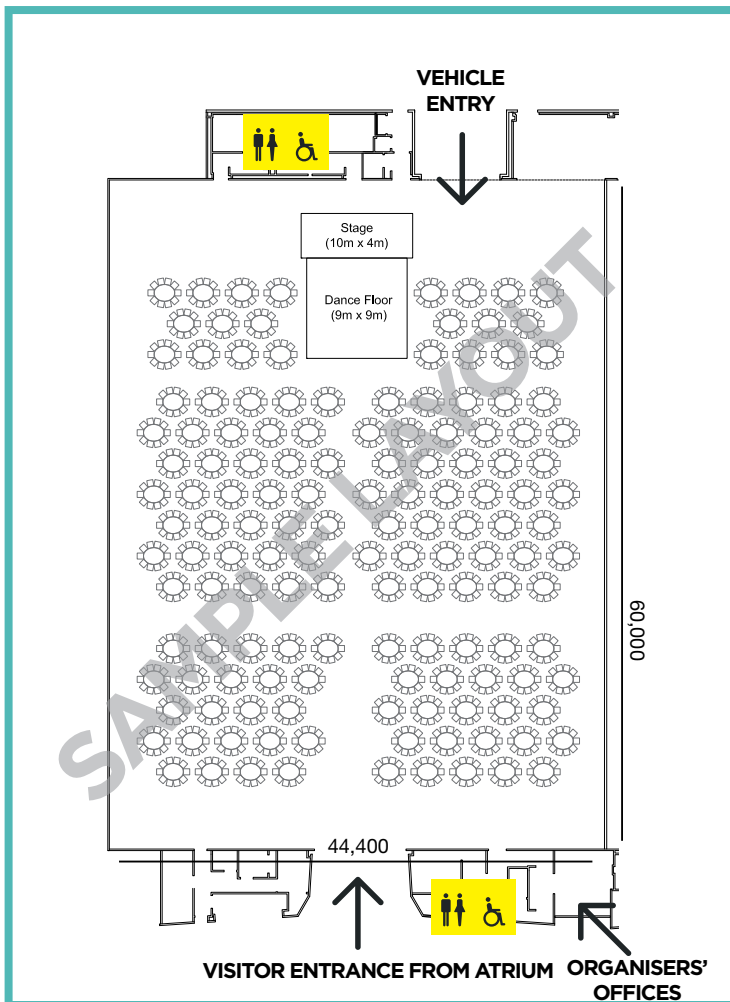 VEHICLE
ENTRY
Stage
(10m x 4m)
Dance Floor
(9m x 9m)
SAMPLE LAYOUT
60,000
44,400
VISITOR ENTRANCE FROM ATRIUM
ORGANISERS'
OFFICES